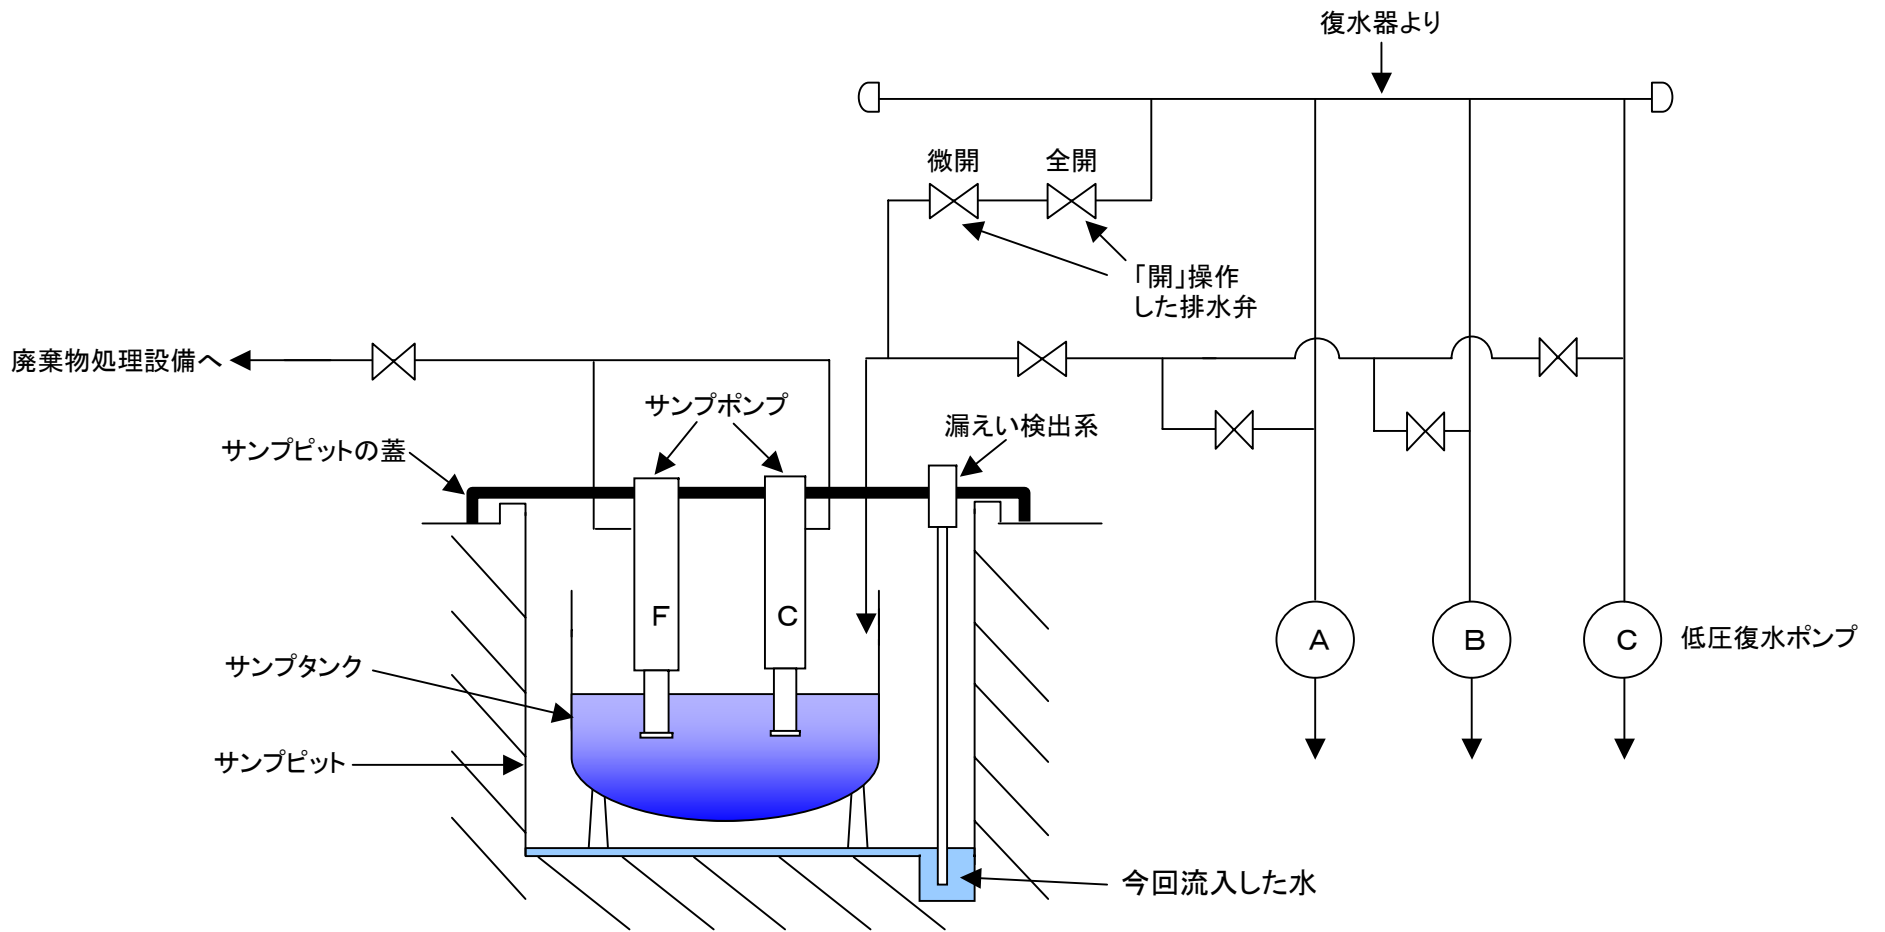 復水器より
微開
全開
「開」操作
した排水弁
廃棄物処理設備へ
サンプポンプ
漏えい検出系
サンプピットの蓋
F
C
A
B
C
低圧復水ポンプ
サンプタンク
サンプピット
今回流入した水